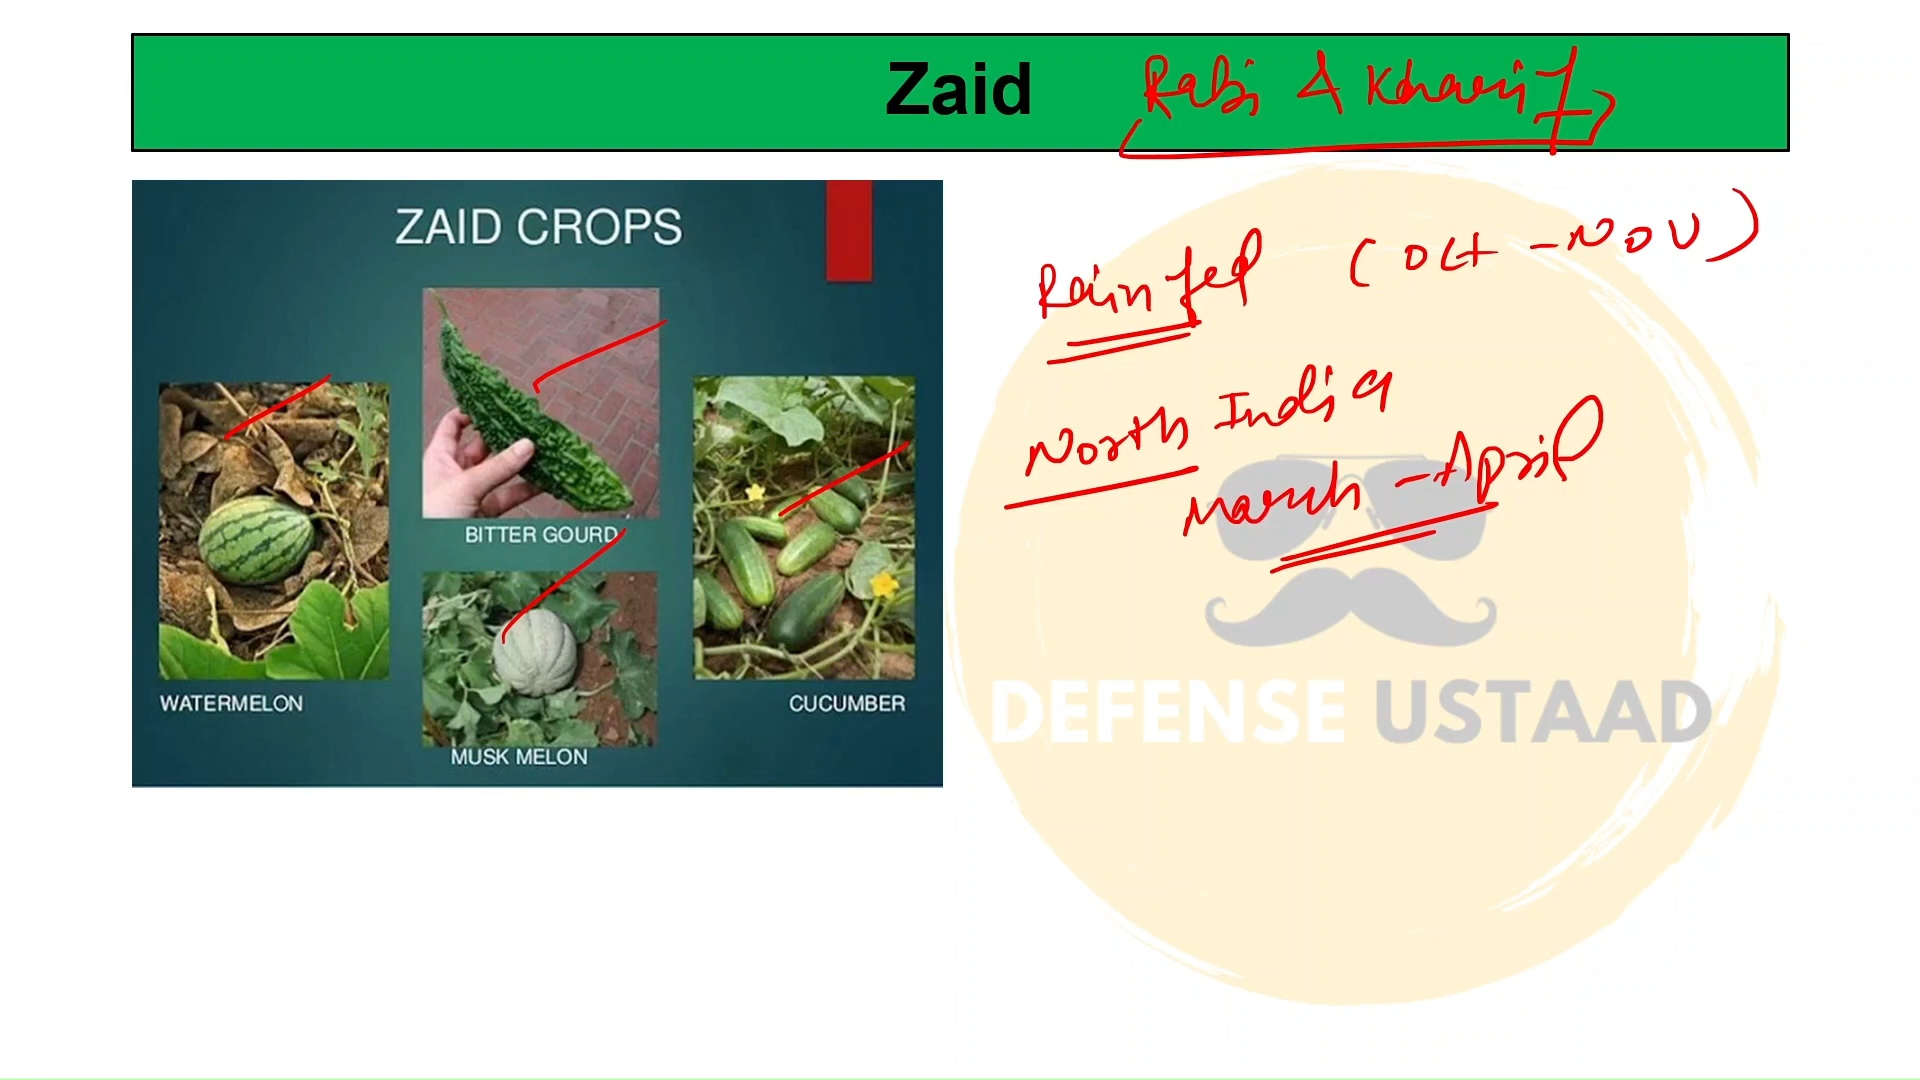 Zaid Rabi & Kharif
ZAID CROPS
Rainfed (Oct - Nov)
North India
March - April
BITTER GOURD
WATERMELON
CUCUMBER
MUSK MELON
DEFENSE USTAAD